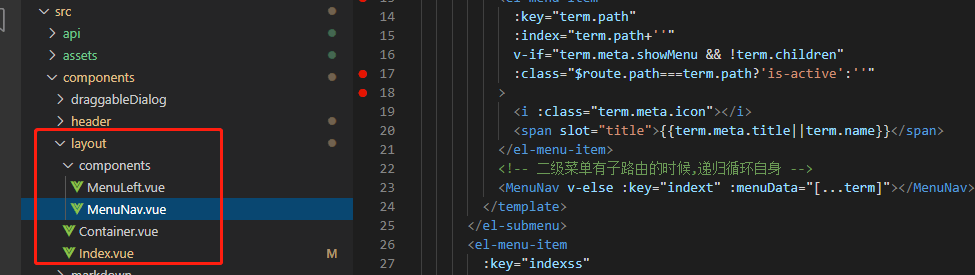 src
api
assets
components
draggableDialog
header
layout
components
MenuLeft.vue
MenuNav.vue
Container.vue
Index.vue M
14 :key="term.path"
15 :index="term.path+''"
16 v-if="term.meta.showMenu && !term.children"
17 :class="$route.path===term.path?'is-active':''"
18 >
19 <i :class="term.meta.icon"></i>
20 <span slot="title">{{term.meta.title||term.name}}</span>
21 </el-menu-item>
22 <!-- 二级菜单有子路由的时候,递归循环自身 -->
23 <MenuNav v-else :key="indext" :menuData="[...term]"></MenuNav>
24 </template>
25 </el-submenu>
26 <el-menu-item
27 :key="indexss"